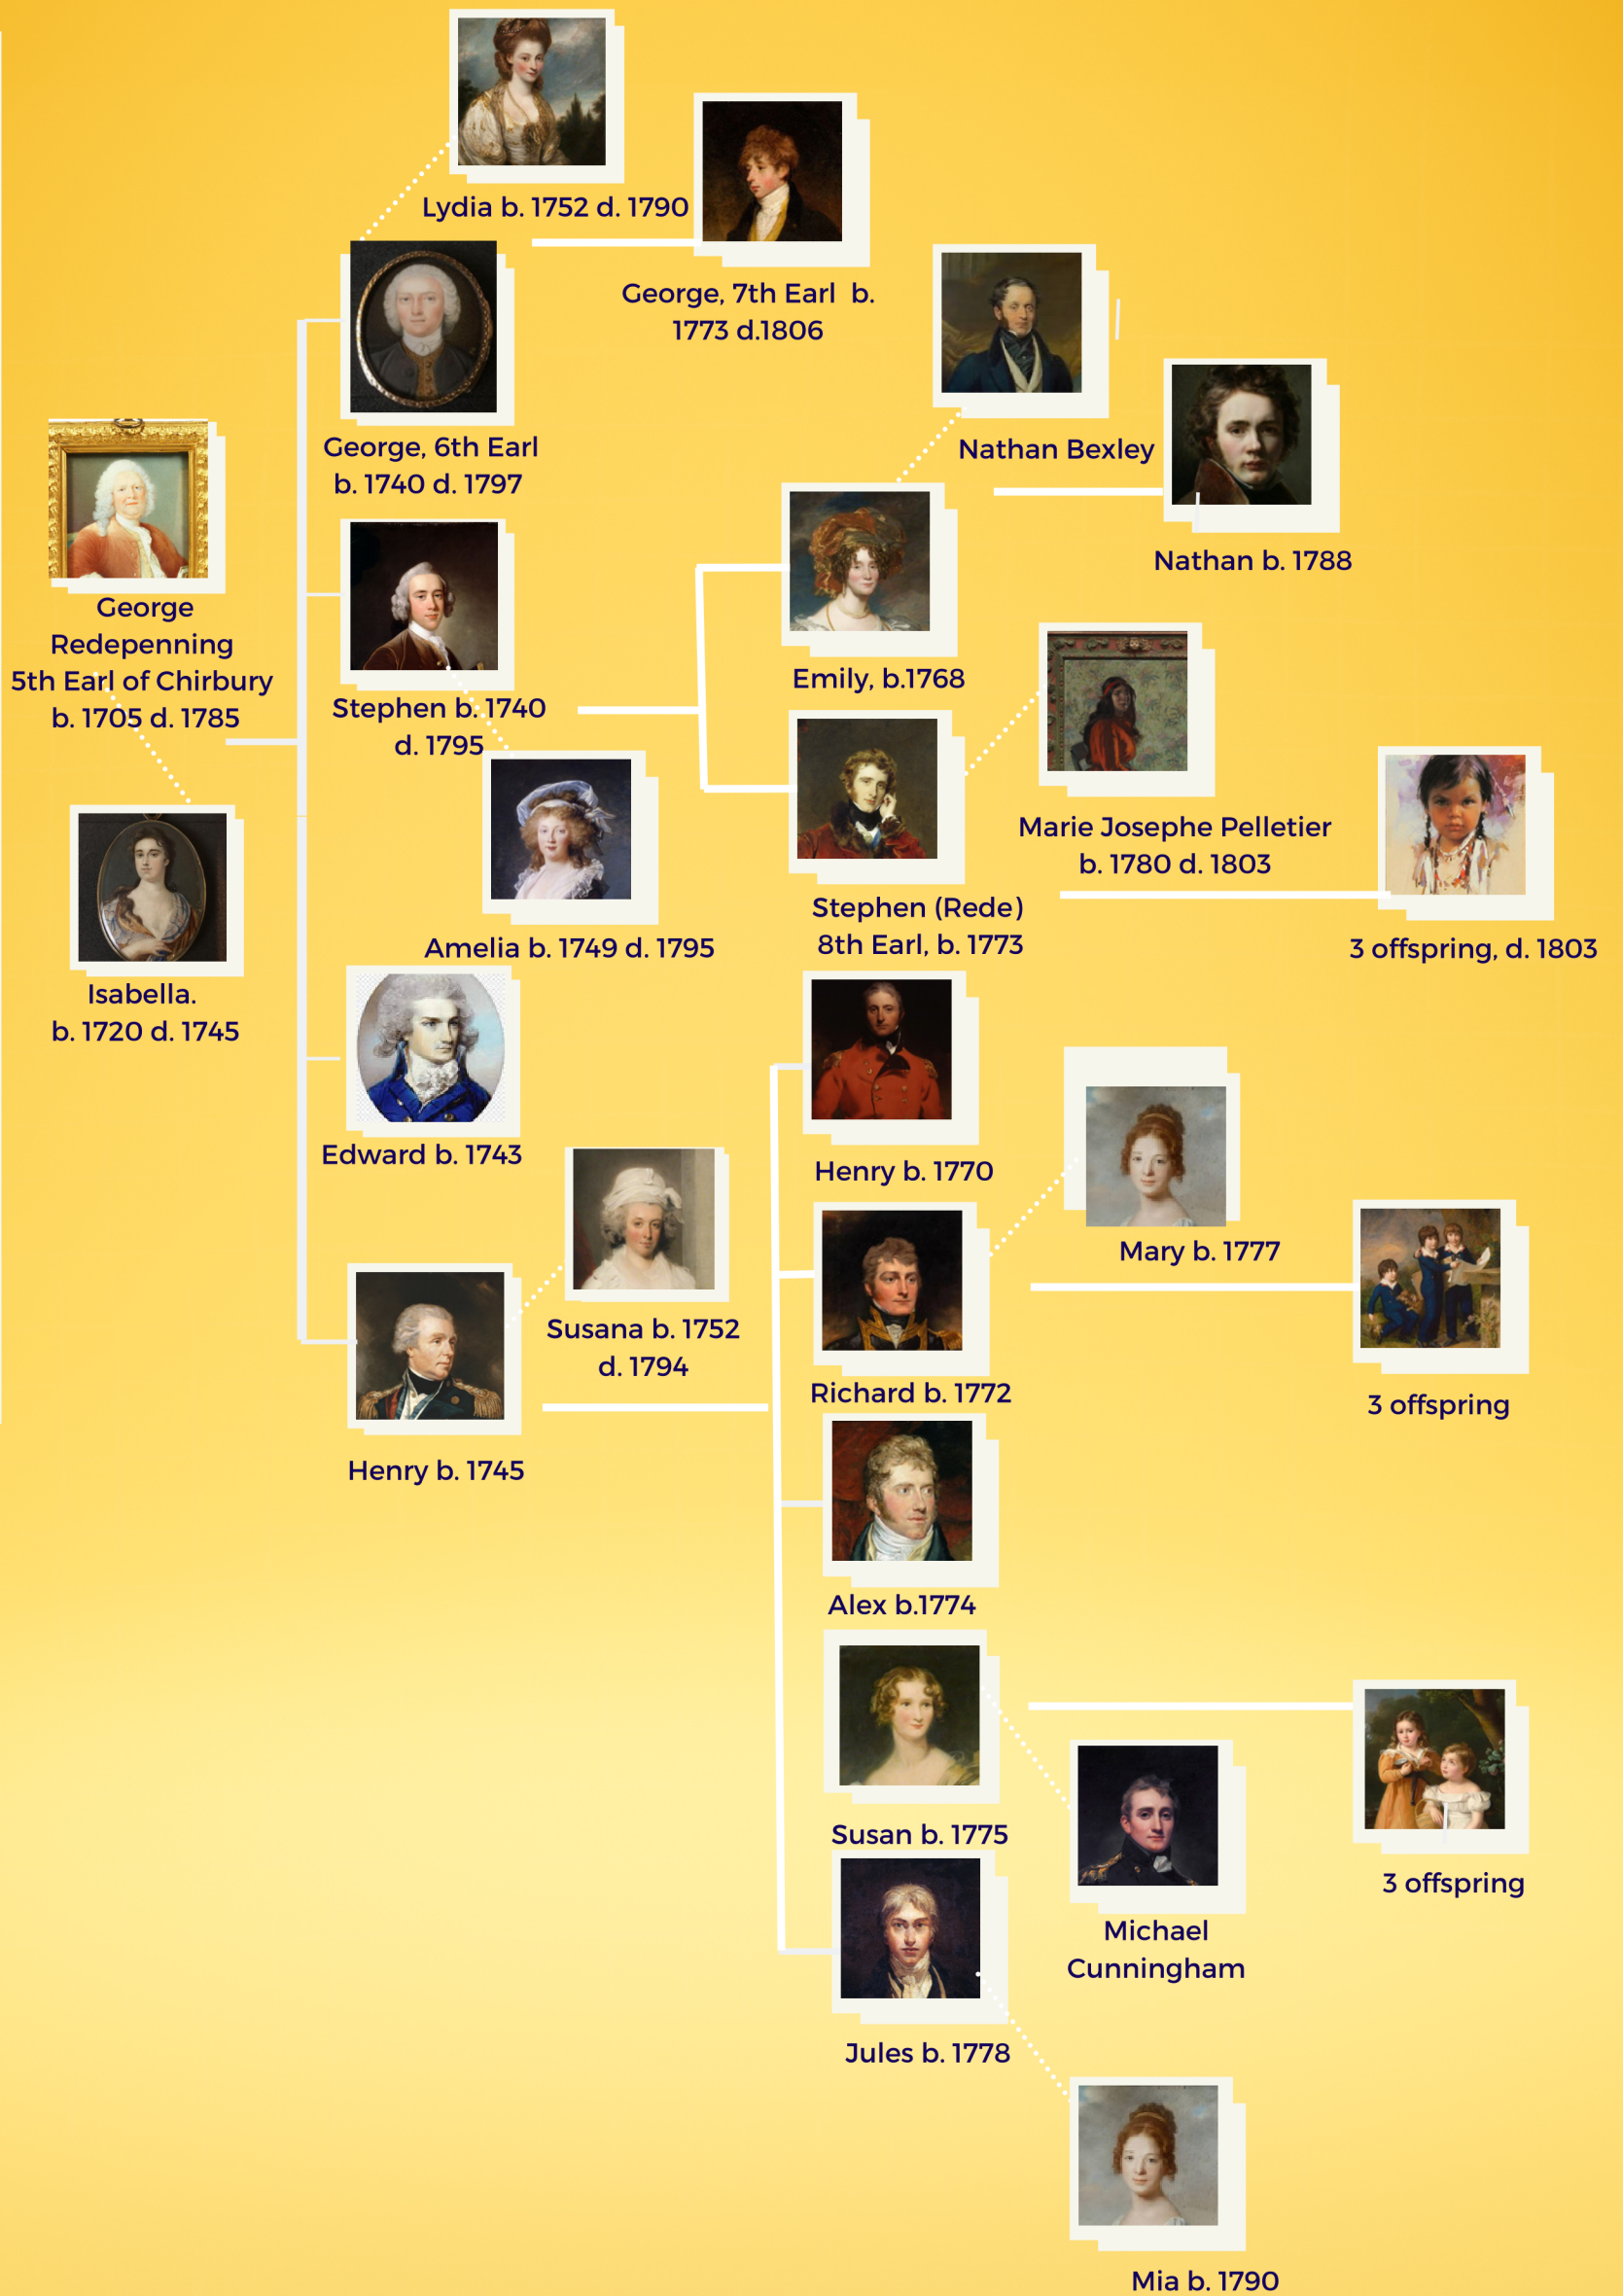 Lydia b. 1752 d. 1790
George, 7th Earl  b.
1773 d.1806
George, 6th Earl
b. 1740 d. 1797
Nathan Bexley
Nathan b. 1788
George
Redepenning
5th Earl of Chirbury
b. 1705 d. 1785
Stephen b. 1740
d. 1795
Emily, b.1768
Marie Josephe Pelletier
b. 1780 d. 1803
Stephen (Rede)
8th Earl, b. 1773
3 offspring, d. 1803
Amelia b. 1749 d. 1795
Isabella.
b. 1720 d. 1745
Edward b. 1743
Henry b. 1770
Mary b. 1777
Susana b. 1752
d. 1794
Richard b. 1772
3 offspring
Henry b. 1745
Alex b.1774
Susan b. 1775
3 offspring
Michael
Cunningham
Jules b. 1778
Mia b. 1790